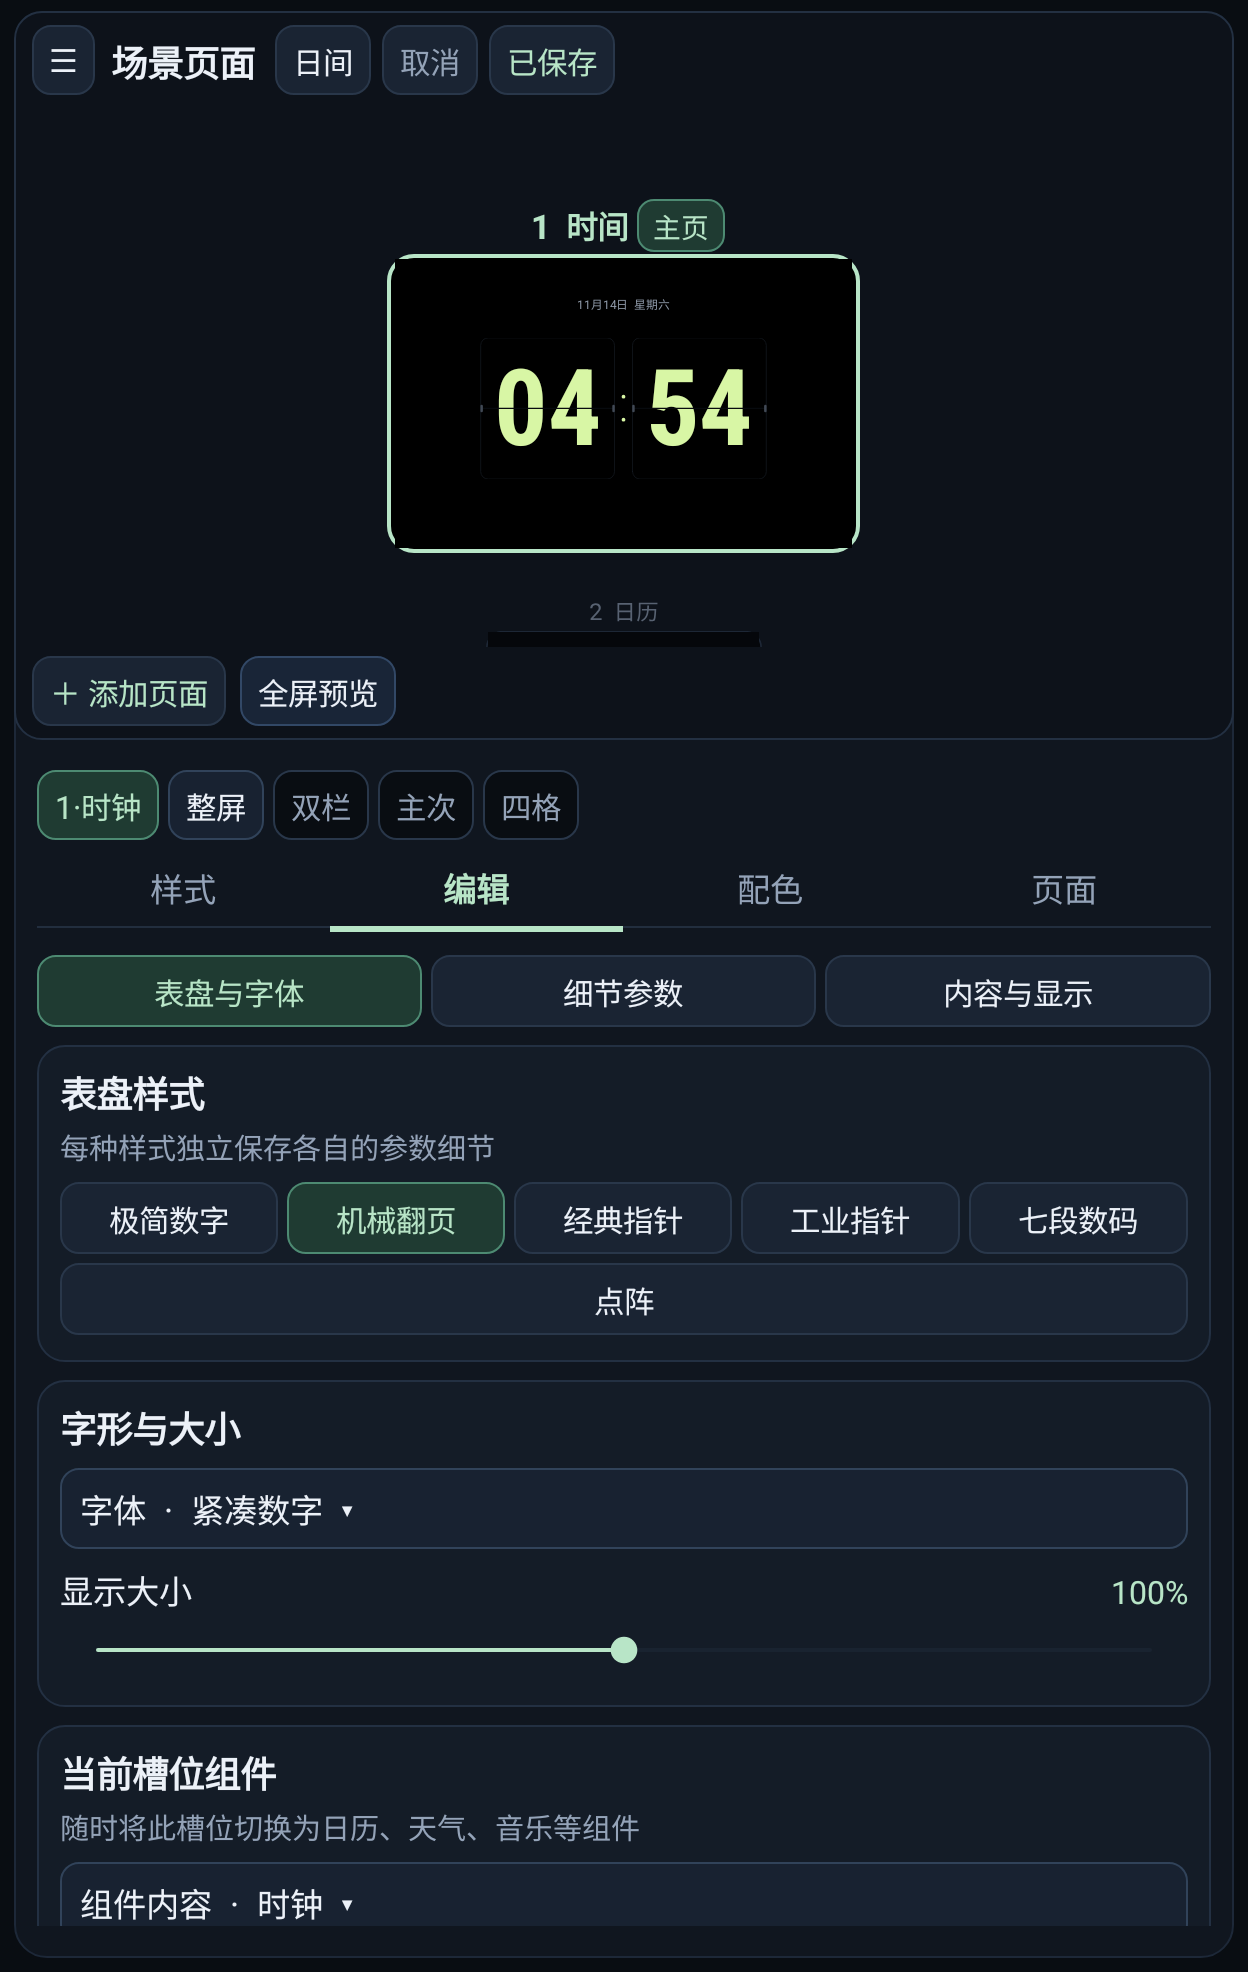 ☰ 场景页面 日间 取消 已保存
1 时间 主页
11月14日 星期六
04:54
2 日历
＋ 添加页面 全屏预览
1·时钟 整屏 双栏 主次 四格
样式 编辑 配色 页面
表盘与字体 细节参数 内容与显示
表盘样式
每种样式独立保存各自的参数细节
极简数字 机械翻页 经典指针 工业指针 七段数码
点阵
字形与大小
字体 · 紧凑数字 ▾
显示大小 100%
当前槽位组件
随时将此槽位切换为日历、天气、音乐等组件
组件内容 · 时钟 ▾